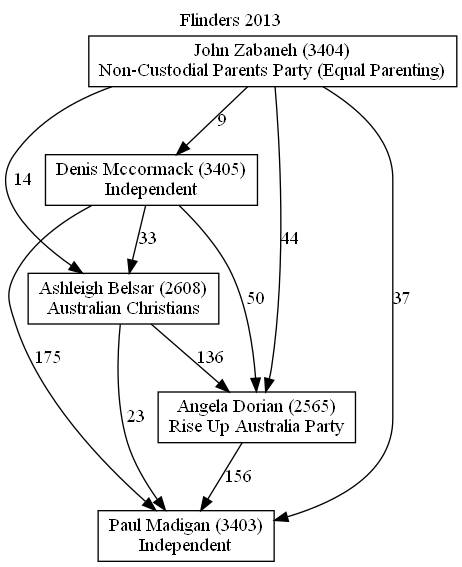 Flinders 2013
John Zabaneh (3404)
Non-Custodial Parents Party (Equal Parenting)
9
Denis Mccormack (3405)
Independent
14
33
44
Ashleigh Belsar (2608)
Australian Christians
50
37
175
136
23
Angela Dorian (2565)
Rise Up Australia Party
156
Paul Madigan (3403)
Independent